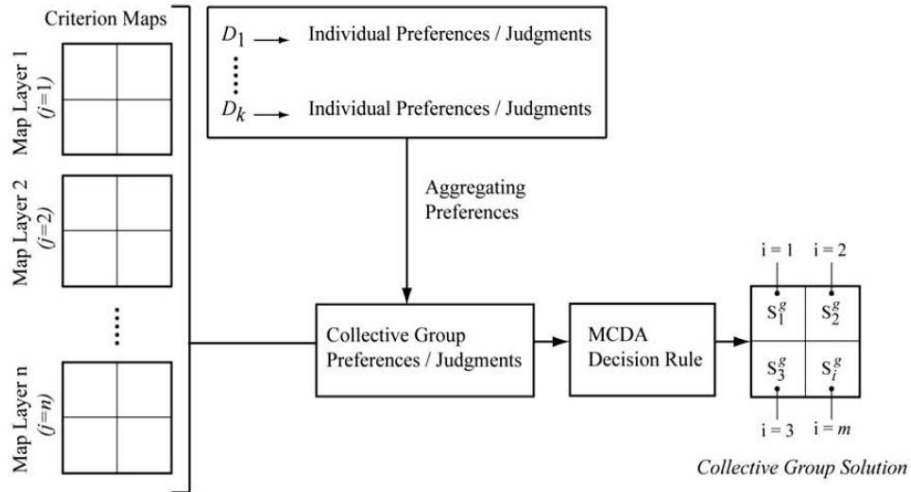 Criterion Maps
Map Layer 1
(j=1)
Map Layer 2
(j=2)
Map Layer n
(j=n)
D₁ → Individual Preferences / Judgments
Dₖ → Individual Preferences / Judgments
Aggregating
Preferences
Collective Group
Preferences / Judgments
MCDA
Decision Rule
i = 1 i = 2
S₁ᵍ S₂ᵍ
S₃ᵍ Sᵢᵍ
i = 3 i = m
Collective Group Solution